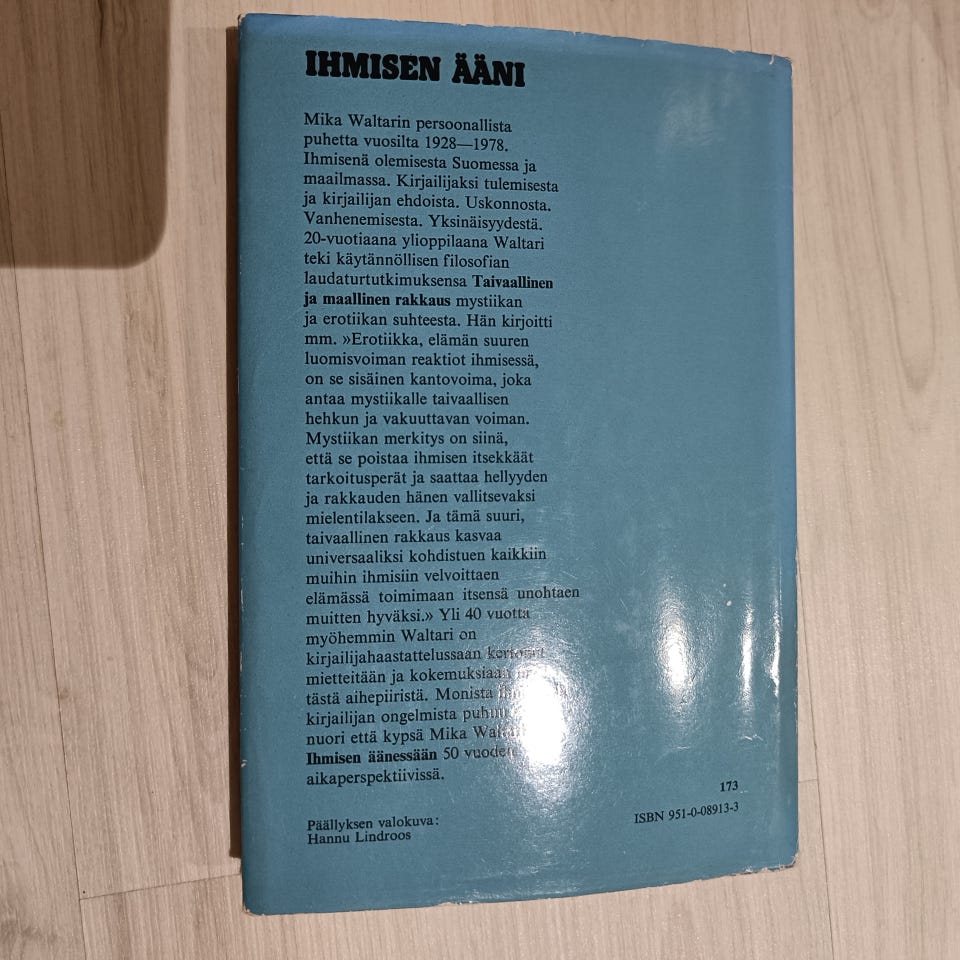 IHMISEN ÄÄNI
Mika Waltarin persoonallista
puhetta vuosilta 1928—1978.
Ihmisenä olemisesta Suomessa ja
maailmassa. Kirjailijaksi tulemisesta
ja kirjailijan ehdoista. Uskonnosta.
Vanhenemisesta. Yksinäisyydestä.
20-vuotiaana ylioppilaana Waltari
teki käytännöllisen filosofian
laudaturtutkimuksensa Taivaallinen
ja maallinen rakkaus mystiikan
ja erotiikan suhteesta. Hän kirjoitti
mm. »Erotiikka, elämän suuren
luomisvoiman reaktiot ihmisessä,
on se sisäinen kantovoima, joka
antaa mystiikalle taivaallisen
hehkun ja vakuuttavan voiman.
Mystiikan merkitys on siinä,
että se poistaa ihmisen itsekkäät
tarkoitusperät ja saattaa hellyyden
ja rakkauden hänen vallitsevaksi
mielentilakseen. Ja tämä suuri,
taivaallinen rakkaus kasvaa
universaaliksi kohdistuen kaikkiin
muihin ihmisiin velvoittaen
elämässä toimimaan itsensä unohtaen
muitten hyväksi.» Yli 40 vuotta
myöhemmin Waltari on
kirjailijahaastattelussaan kertonut
mietteitään ja kokemuksiaan
tästä aihepiiristä. Monista
kirjailijan ongelmista puhuu
nuori että kypsä Mika Waltari
Ihmisen äänessään 50 vuoden
aikaperspektiivissä.
Päällyksen valokuva:
Hannu Lindroos
173
ISBN 951-0-08913-3